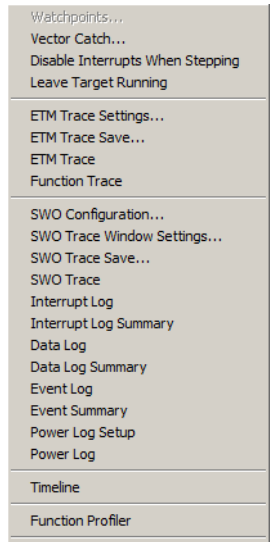 Watchpoints...
Vector Catch...
Disable Interrupts When Stepping
Leave Target Running
ETM Trace Settings...
ETM Trace Save...
ETM Trace
Function Trace
SWO Configuration...
SWO Trace Window Settings...
SWO Trace Save...
SWO Trace
Interrupt Log
Interrupt Log Summary
Data Log
Data Log Summary
Event Log
Event Summary
Power Log Setup
Power Log
Timeline
Function Profiler